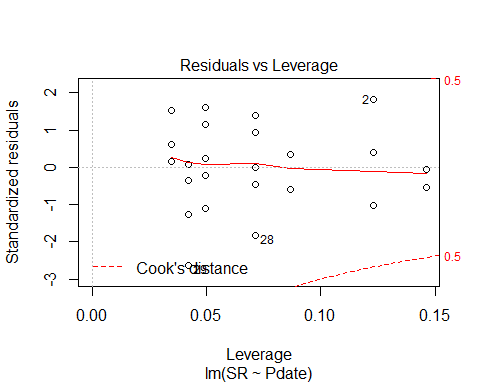 Residuals vs Leverage
Standardized residuals
2
1
0
-1
-2
-3
0.5
0.5
2
28
Cook's distance
0.00
0.05
0.10
0.15
Leverage
lm(SR ~ Pdate)